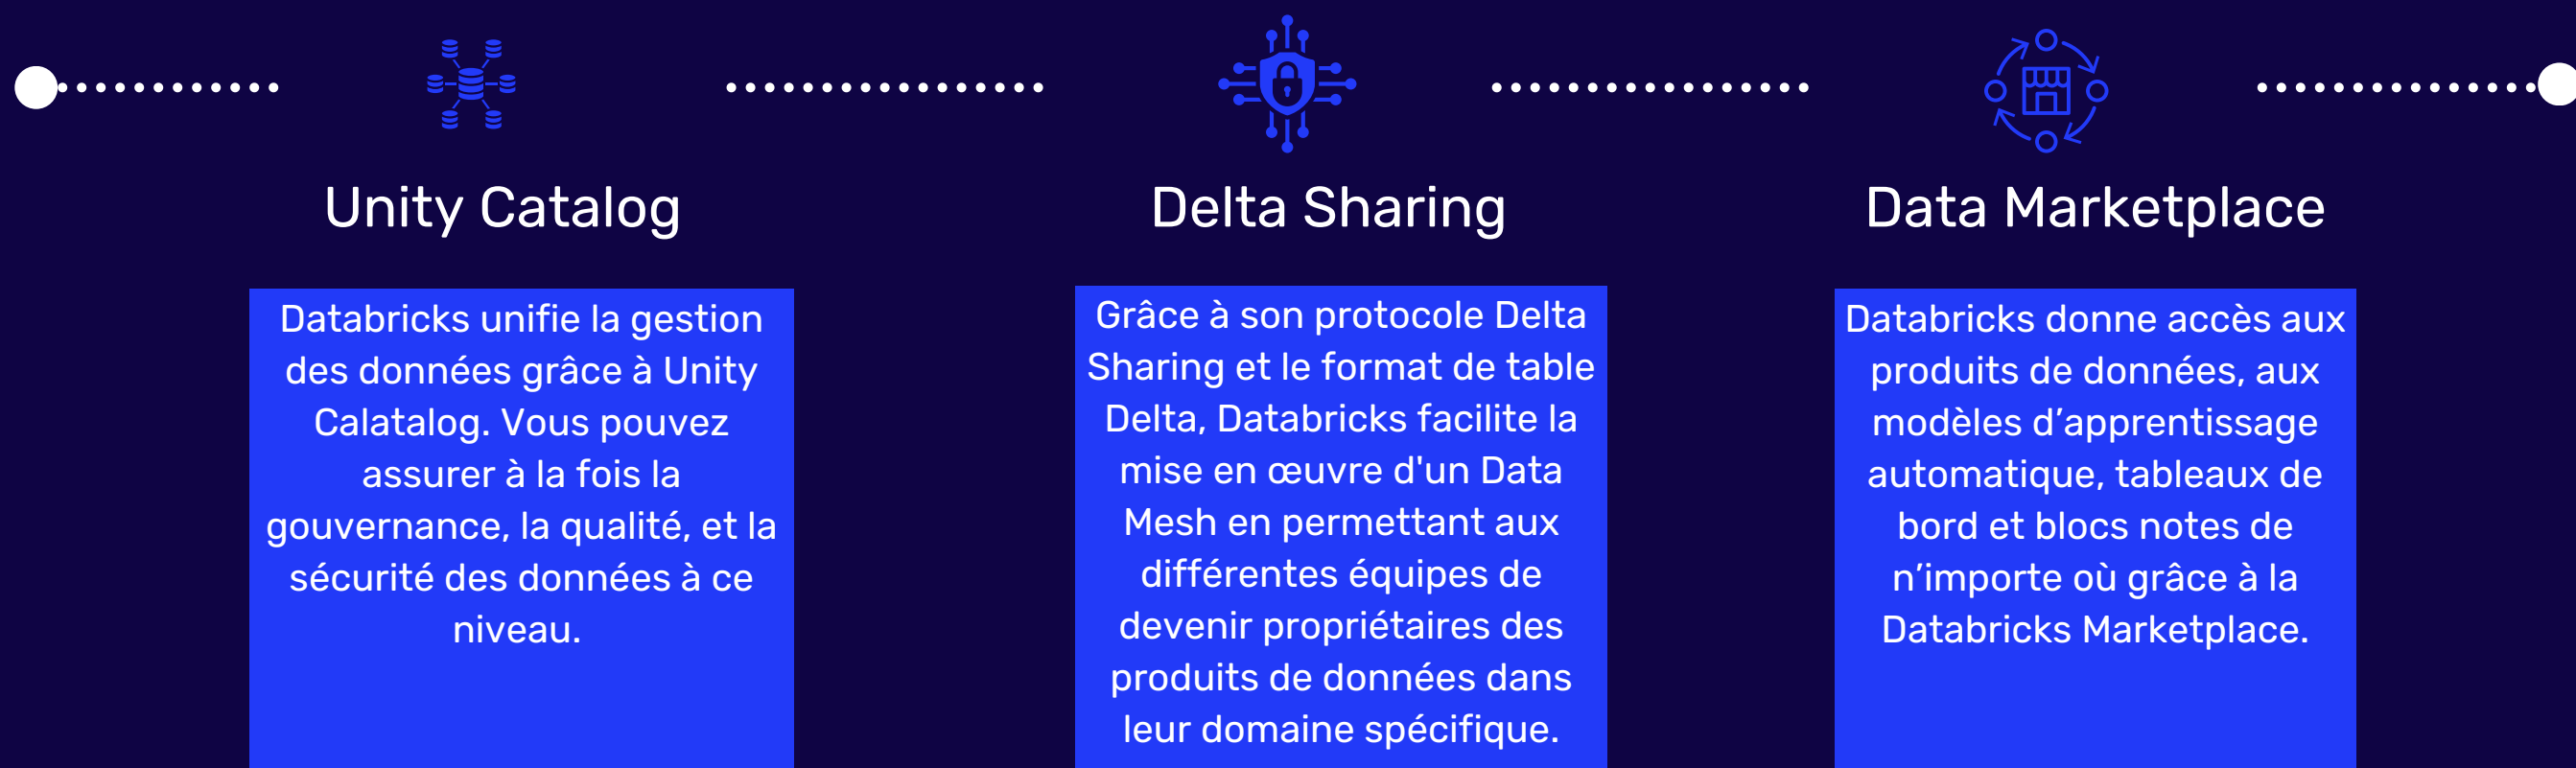 Unity Catalog
Databricks unifie la gestion
des données grâce à Unity
Calatalog. Vous pouvez
assurer à la fois la
gouvernance, la qualité, et la
sécurité des données à ce
niveau.
Delta Sharing
Grâce à son protocole Delta
Sharing et le format de table
Delta, Databricks facilite la
mise en œuvre d'un Data
Mesh en permettant aux
différentes équipes de
devenir propriétaires des
produits de données dans
leur domaine spécifique.
Data Marketplace
Databricks donne accès aux
produits de données, aux
modèles d’apprentissage
automatique, tableaux de
bord et blocs notes de
n’importe où grâce à la
Databricks Marketplace.